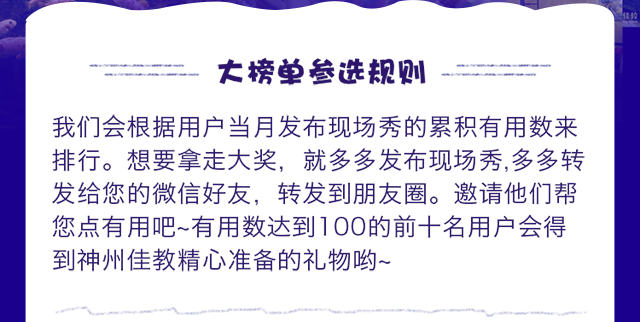 大榜单参选规则
我们会根据用户当月发布现场秀的累积有用数来
排行。想要拿走大奖，就多多发布现场秀,多多转
发给您的微信好友，转发到朋友圈。邀请他们帮
您点有用吧~有用数达到100的前十名用户会得
到神州佳教精心准备的礼物哟~